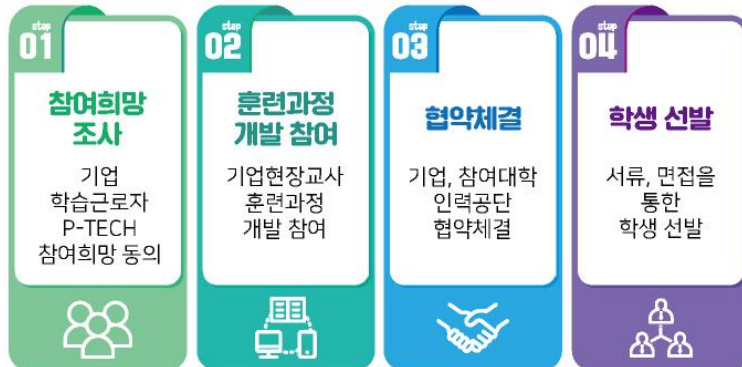 step
01
참여희망
조사
기업
학습근로자
P-TECH
참여희망 동의
step
02
훈련과정
개발 참여
기업현장교사
훈련과정
개발 참여
step
03
협약체결
기업, 참여대학
인력공단
협약체결
step
04
학생 선발
서류, 면접을
통한
학생 선발